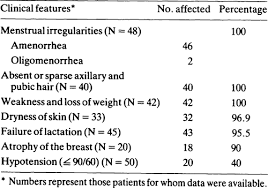 Clinical features* No. affected Percentage
Menstrual irregularities (N = 48) 100
Amenorrhea 46
Oligomenorrhea 2
Absent or sparse axillary and
pubic hair (N = 40) 40 100
Weakness and loss of weight (N = 42) 42 100
Dryness of skin (N = 33) 32 96.9
Failure of lactation (N = 45) 43 95.5
Atrophy of the breast (N = 20) 18 90
Hypotension (≦ 90/60) (N = 50) 20 40
* Numbers represent those patients for whom data were available.